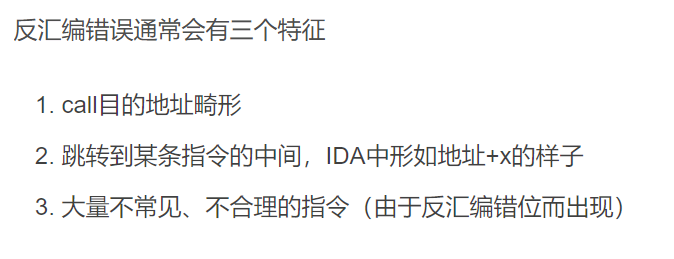 反汇编错误通常会有三个特征
1. call目的地址畸形
2. 跳转到某条指令的中间，IDA中形如地址+x的样子
3. 大量不常见、不合理的指令（由于反汇编错位而出现）